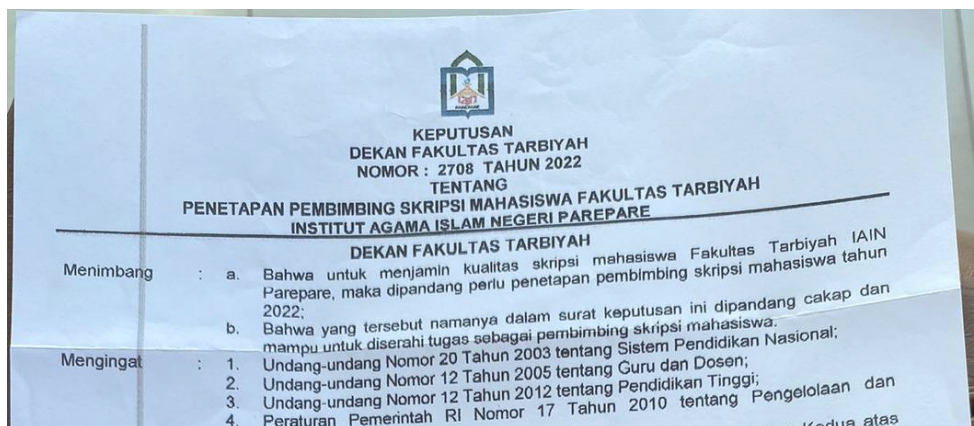 KEPUTUSAN
DEKAN FAKULTAS TARBIYAH
NOMOR : 2708 TAHUN 2022
TENTANG
PENETAPAN PEMBIMBING SKRIPSI MAHASISWA FAKULTAS TARBIYAH
INSTITUT AGAMA ISLAM NEGERI PAREPARE
DEKAN FAKULTAS TARBIYAH
Menimbang : a. Bahwa untuk menjamin kualitas skripsi mahasiswa Fakultas Tarbiyah IAIN
Parepare, maka dipandang perlu penetapan pembimbing skripsi mahasiswa tahun
2022;
b. Bahwa yang tersebut namanya dalam surat keputusan ini dipandang cakap dan
mampu untuk diserahi tugas sebagai pembimbing skripsi mahasiswa.
Mengingat : 1. Undang-undang Nomor 20 Tahun 2003 tentang Sistem Pendidikan Nasional;
2. Undang-undang Nomor 12 Tahun 2005 tentang Guru dan Dosen;
3. Undang-undang Nomor 12 Tahun 2012 tentang Pendidikan Tinggi;
4. Peraturan Pemerintah RI Nomor 17 Tahun 2010 tentang Pengelolaan dan
Kedua atas